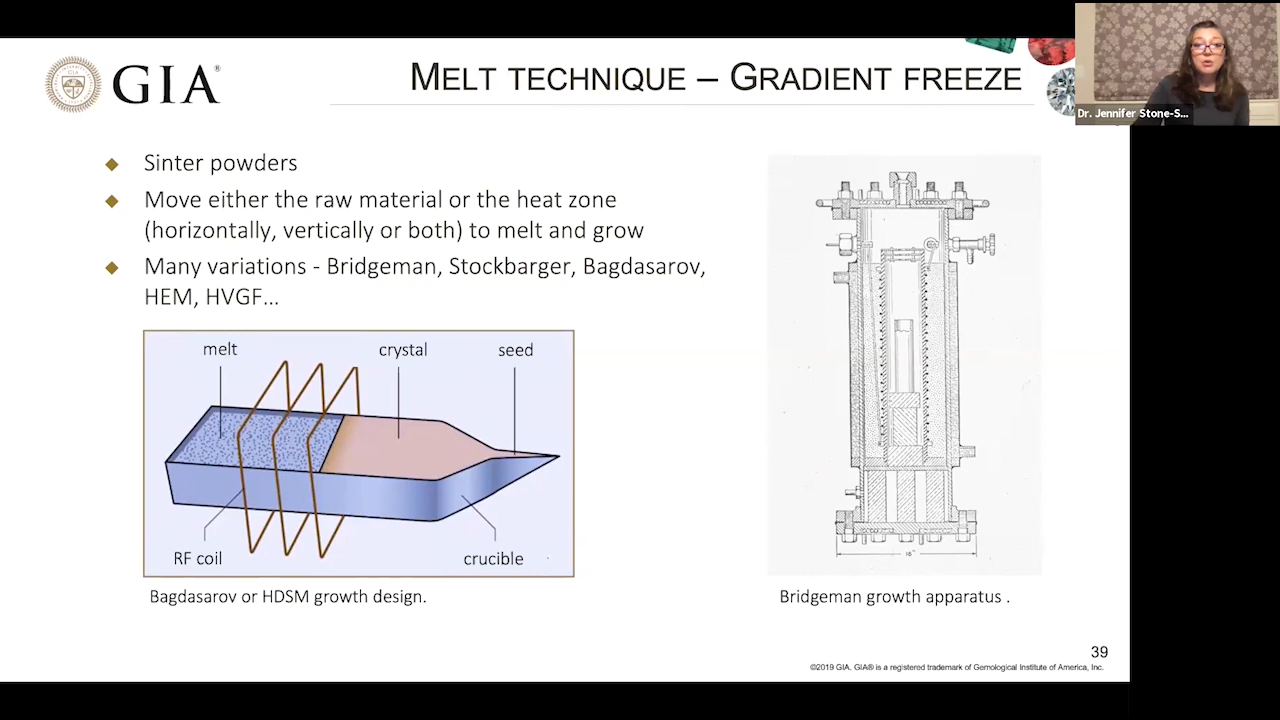 GIA®
MELT TECHNIQUE – GRADIENT FREEZE
Dr. Jennifer Stone-S...
Sinter powders
Move either the raw material or the heat zone
(horizontally, vertically or both) to melt and grow
Many variations - Bridgeman, Stockbarger, Bagdasarov,
HEM, HVGF...
melt
crystal
seed
RF coil
crucible
Bagdasarov or HDSM growth design.
18"
Bridgeman growth apparatus .
39
©2019 GIA. GIA® is a registered trademark of Gemological Institute of America, Inc.